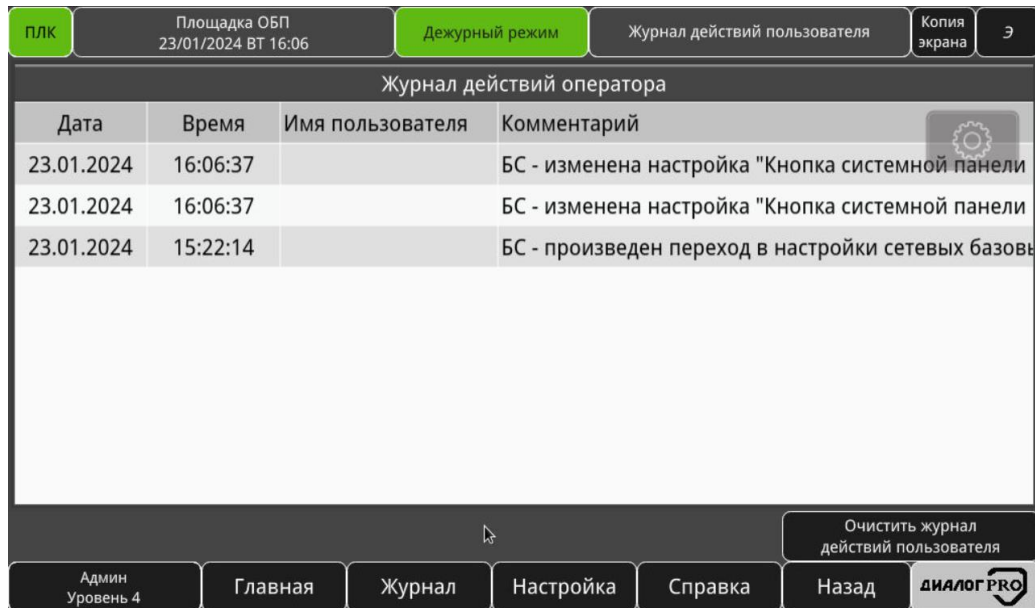 ПЛК
Площадка ОБП
23/01/2024 ВТ 16:06
Дежурный режим
Журнал действий пользователя
Копия
экрана
Э
Журнал действий оператора
Дата Время Имя пользователя Комментарий
23.01.2024 16:06:37 БС - изменена настройка "Кнопка системной панели
23.01.2024 16:06:37 БС - изменена настройка "Кнопка системной панели
23.01.2024 15:22:14 БС - произведен переход в настройки сетевых базовы
Очистить журнал
действий пользователя
Админ
Уровень 4
Главная
Журнал
Настройка
Справка
Назад
ДИАЛОГ PRO